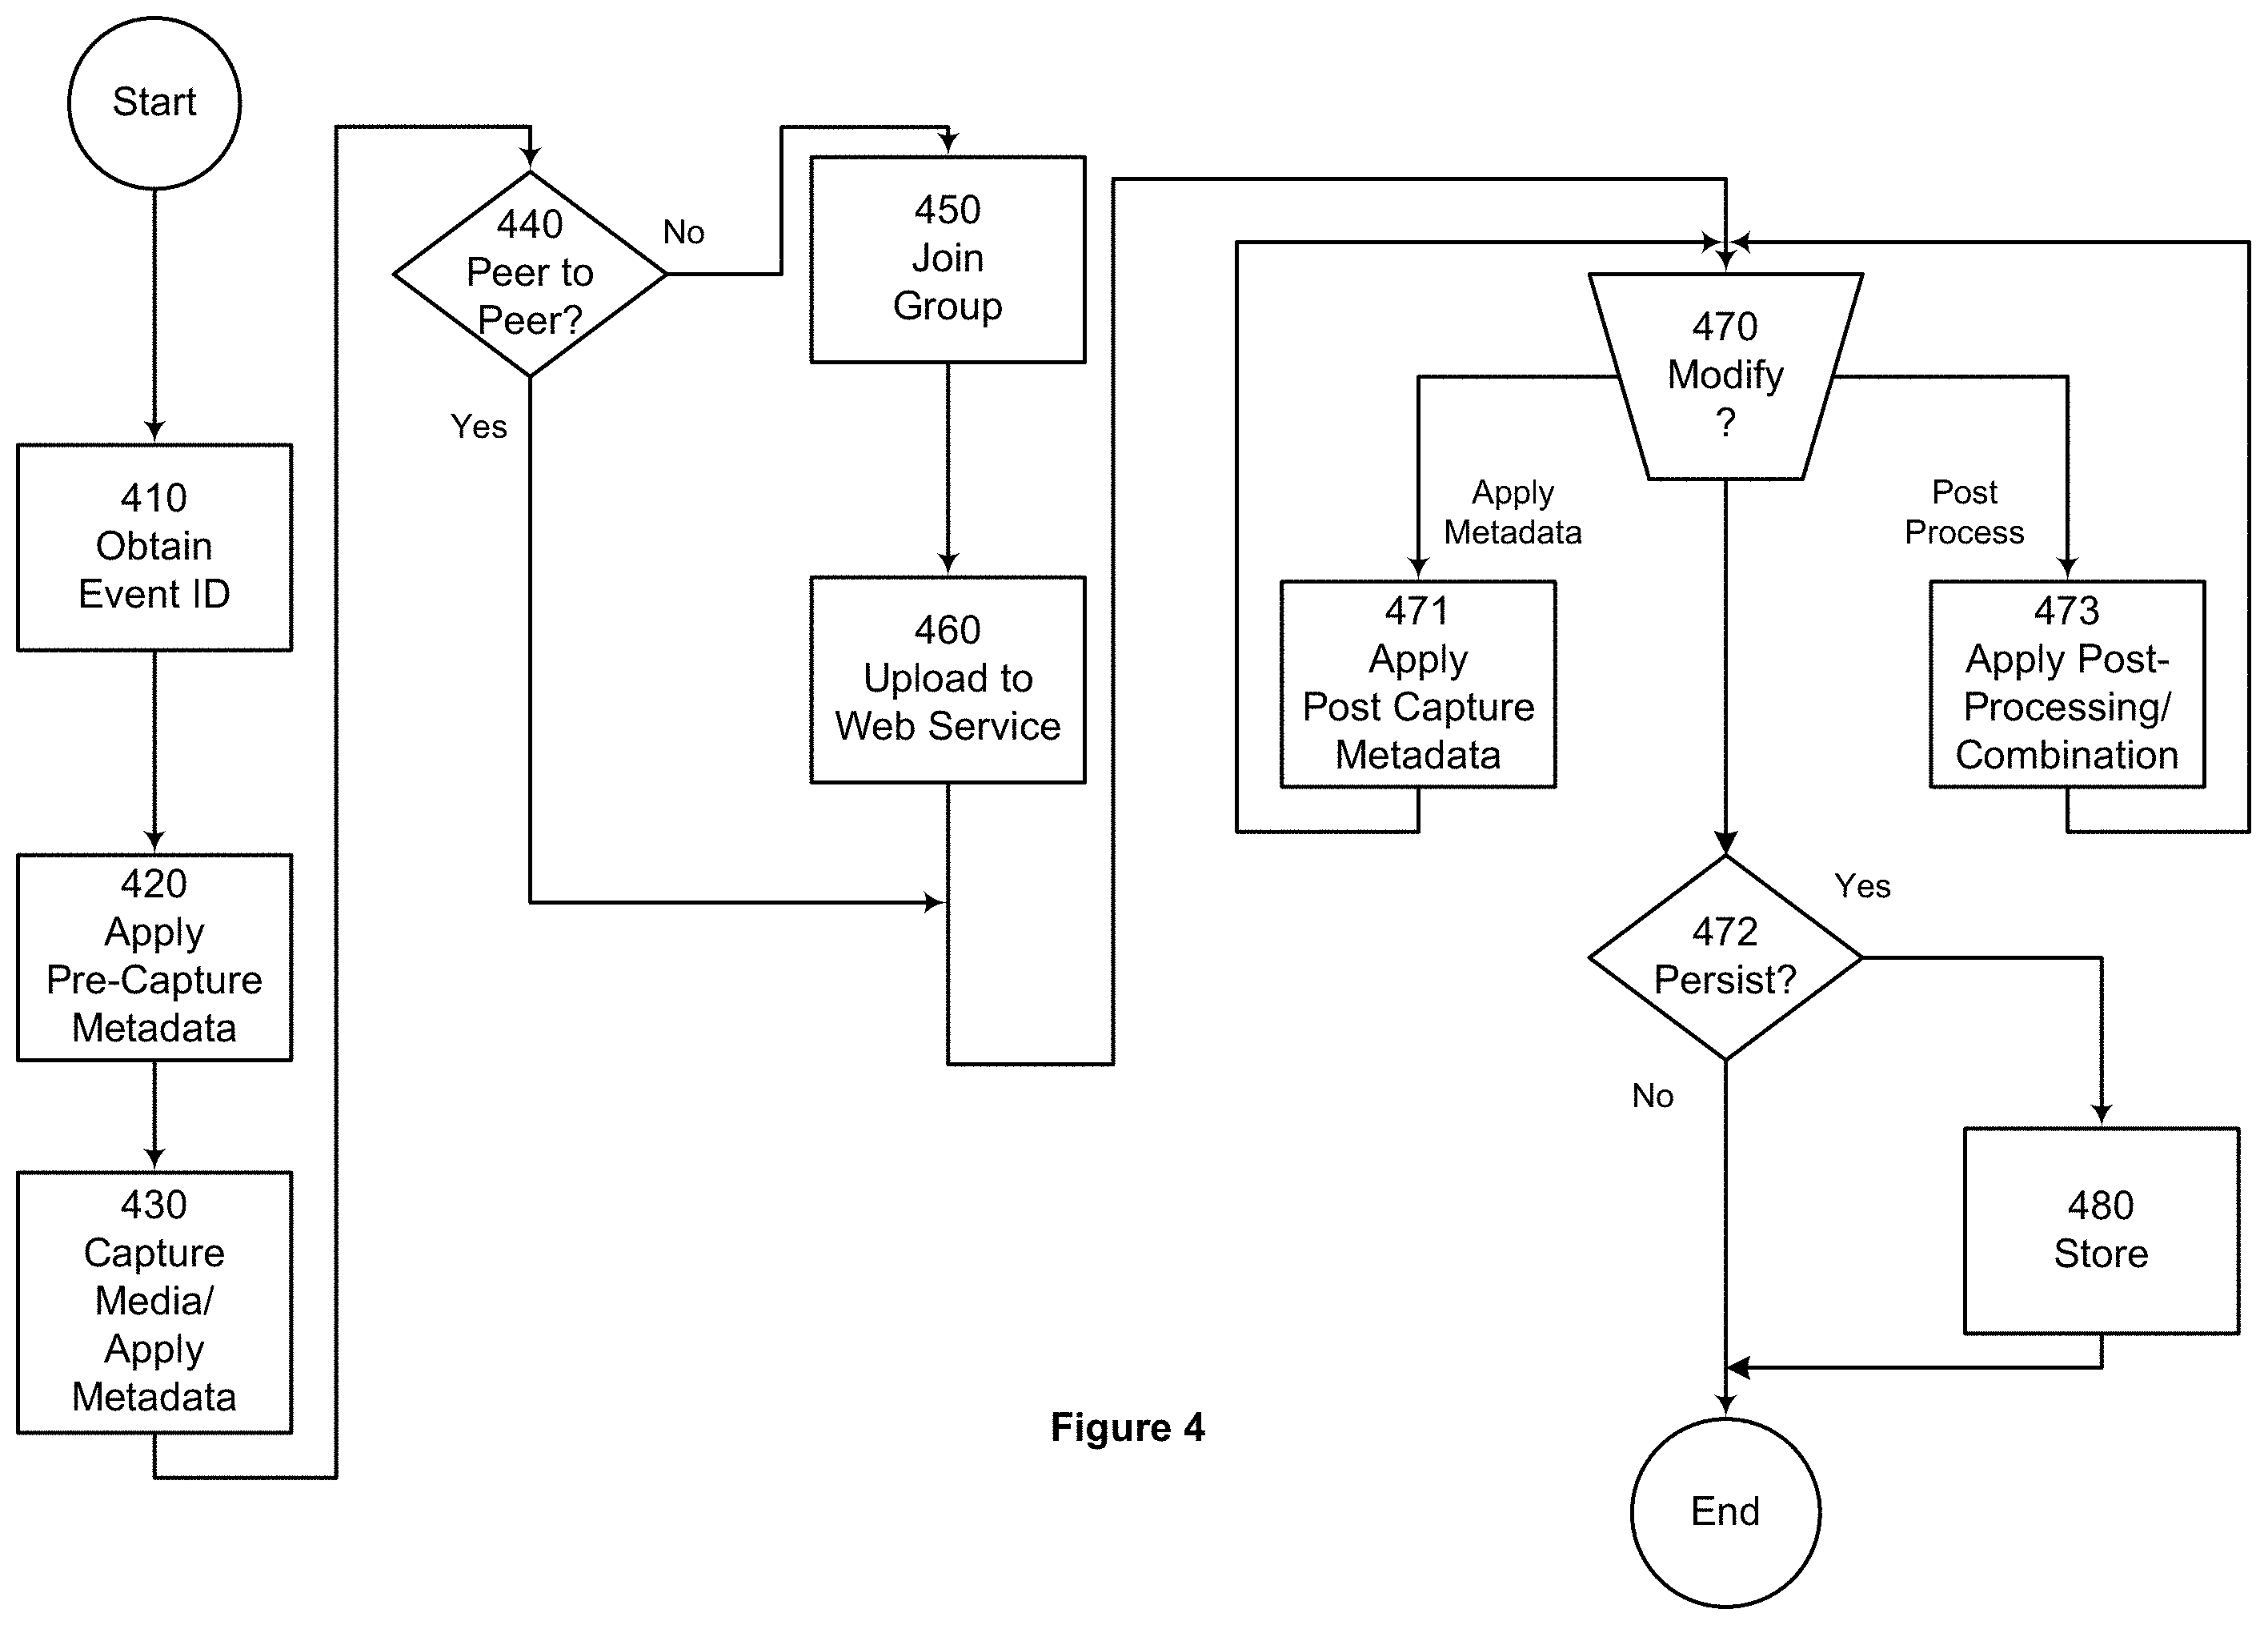 Start
410
Obtain
Event ID
420
Apply
Pre-Capture
Metadata
430
Capture
Media/
Apply
Metadata
440
Peer to
Peer?
No
Yes
450
Join
Group
460
Upload to
Web Service
470
Modify
?
Apply
Metadata
Post
Process
471
Apply
Post Capture
Metadata
473
Apply Post-
Processing/
Combination
472
Persist?
Yes
No
480
Store
End
Figure 4